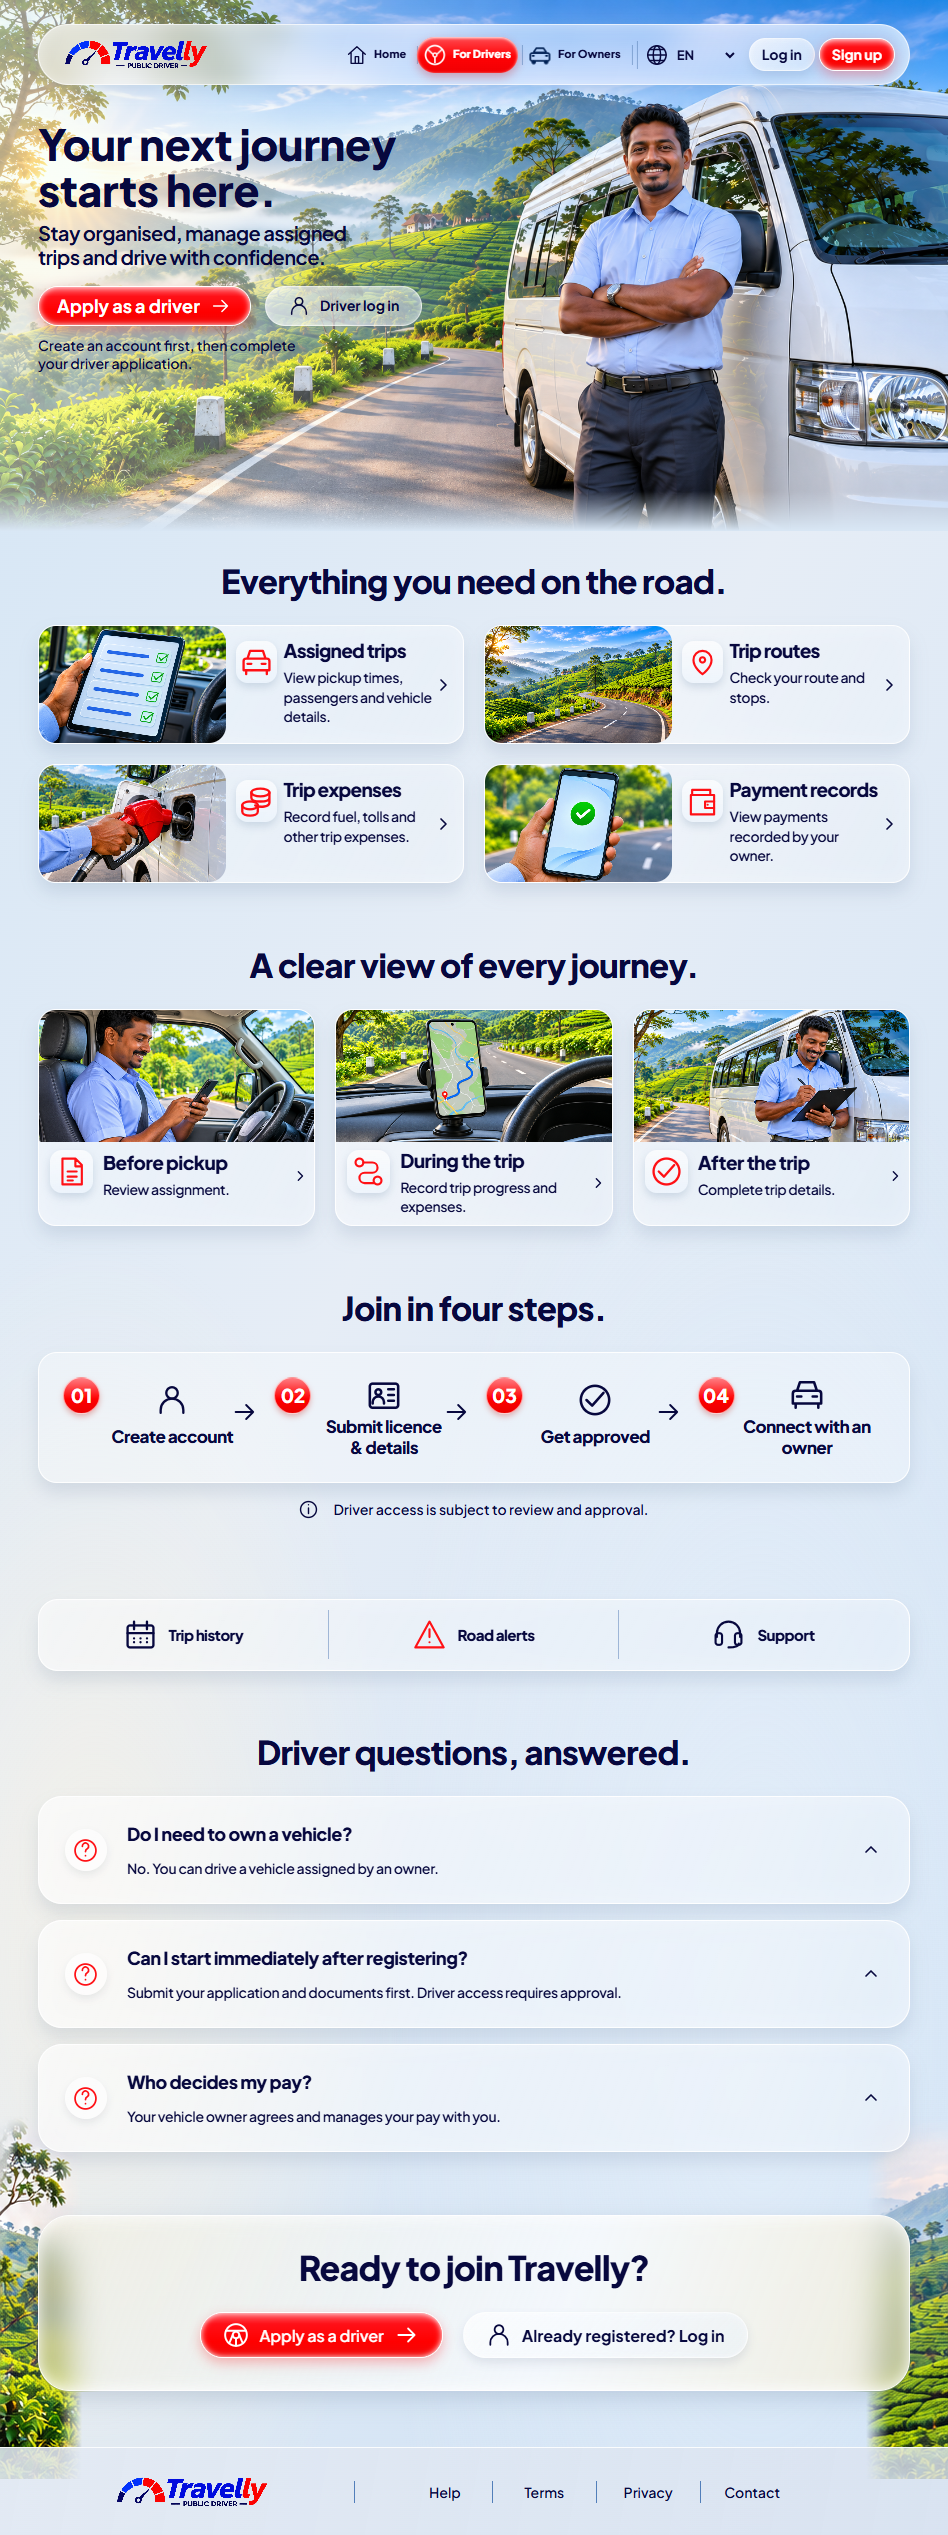 Travelly
PUBLIC DRIVER
Home
For Drivers
For Owners
EN
Log in
Sign up
Your next journey
starts here.
Stay organised, manage assigned
trips and drive with confidence.
Apply as a driver
Driver log in
Create an account first, then complete
your driver application.
Everything you need on the road.
Assigned trips
View pickup times,
passengers and vehicle
details.
Trip routes
Check your route and
stops.
Trip expenses
Record fuel, tolls and
other trip expenses.
Payment records
View payments
recorded by your
owner.
A clear view of every journey.
Before pickup
Review assignment.
During the trip
Record trip progress and
expenses.
After the trip
Complete trip details.
Join in four steps.
01
Create account
02
Submit licence
& details
03
Get approved
04
Connect with an
owner
Driver access is subject to review and approval.
Trip history
Road alerts
Support
Driver questions, answered.
Do I need to own a vehicle?
No. You can drive a vehicle assigned by an owner.
Can I start immediately after registering?
Submit your application and documents first. Driver access requires approval.
Who decides my pay?
Your vehicle owner agrees and manages your pay with you.
Ready to join Travelly?
Apply as a driver
Already registered? Log in
Travelly
PUBLIC DRIVER
Help
Terms
Privacy
Contact